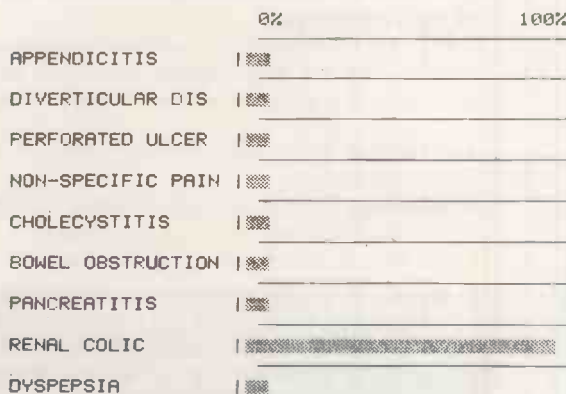 0% 100%
APPENDICITIS
DIVERTICULAR DIS
PERFORATED ULCER
NON-SPECIFIC PAIN
CHOLECYSTITIS
BOWEL OBSTRUCTION
PANCREATITIS
RENAL COLIC
DYSPEPSIA